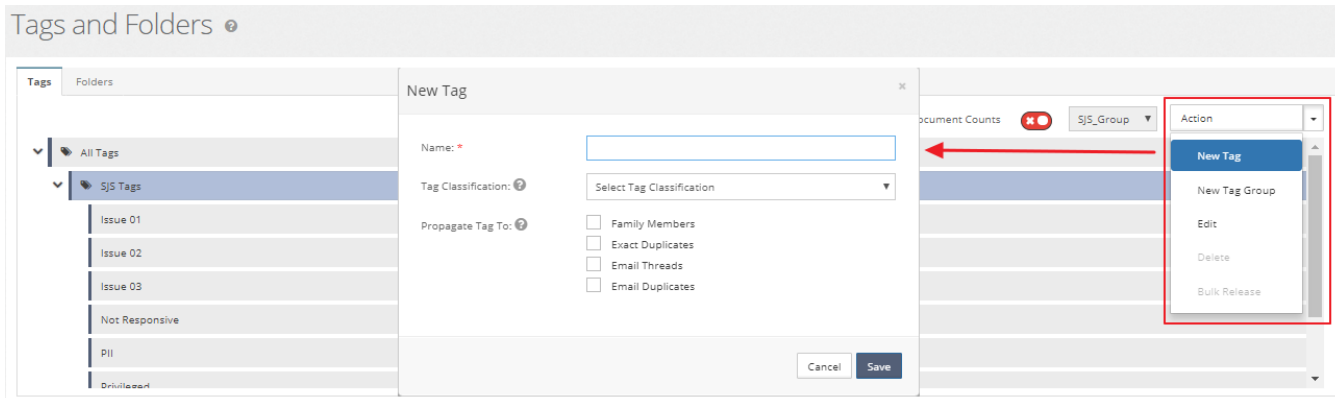 Tags and Folders ?
Tags Folders
New Tag ×
ocument Counts SJS_Group Action
All Tags
SJS Tags
Issue 01
Issue 02
Issue 03
Not Responsive
PII
Privileged
Name: *
Tag Classification: ? Select Tag Classification
Propagate Tag To: ? Family Members
Exact Duplicates
Email Threads
Email Duplicates
Cancel Save
New Tag
New Tag Group
Edit
Delete
Bulk Release